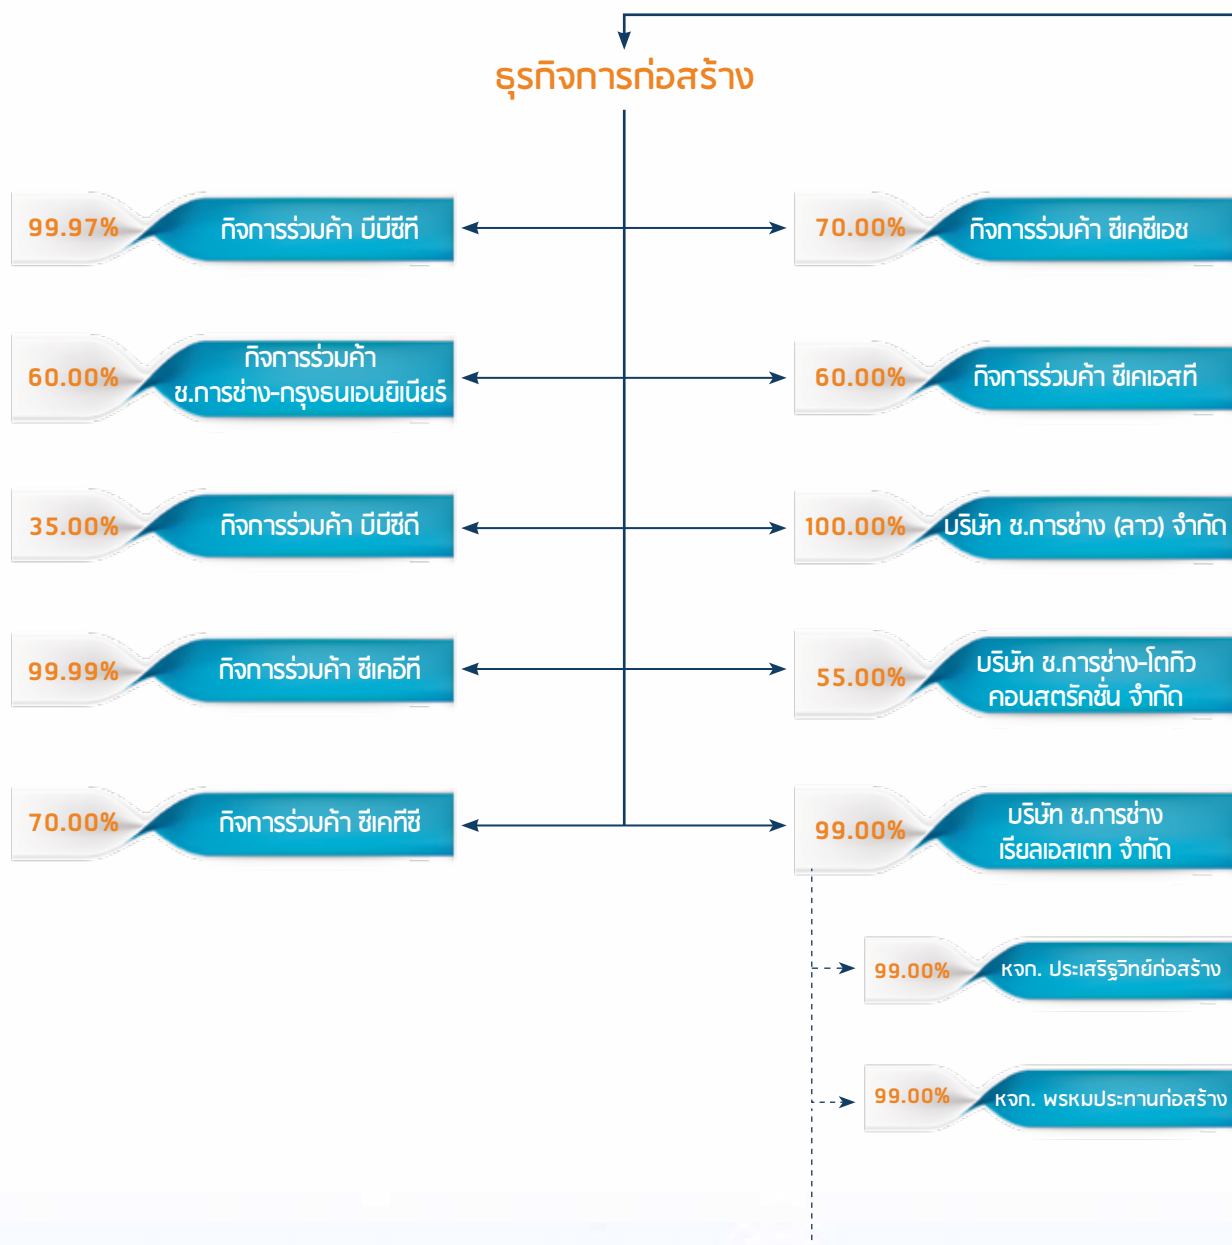 ธุรกิจการก่อสร้าง
99.97%
กิจการร่วมค้า บีบีซีที
60.00%
กิจการร่วมค้า
ช.การช่าง-กรุงธนเอนยิเนียร์
35.00%
กิจการร่วมค้า บีบีซีดี
99.99%
กิจการร่วมค้า ซีเคอีที
70.00%
กิจการร่วมค้า ซีเคทีซี
70.00%
กิจการร่วมค้า ซีเคซีเอช
60.00%
กิจการร่วมค้า ซีเคเอสที
100.00%
บริษัท ช.การช่าง (ลาว) จำกัด
55.00%
บริษัท ช.การช่าง-โตกิว
คอนสตรัคชั่น จำกัด
99.00%
บริษัท ช.การช่าง
เรียลเอสเตท จำกัด
99.00%
หจก. ประเสริฐวิทย์ก่อสร้าง
99.00%
หจก. พรหมประทานก่อสร้าง